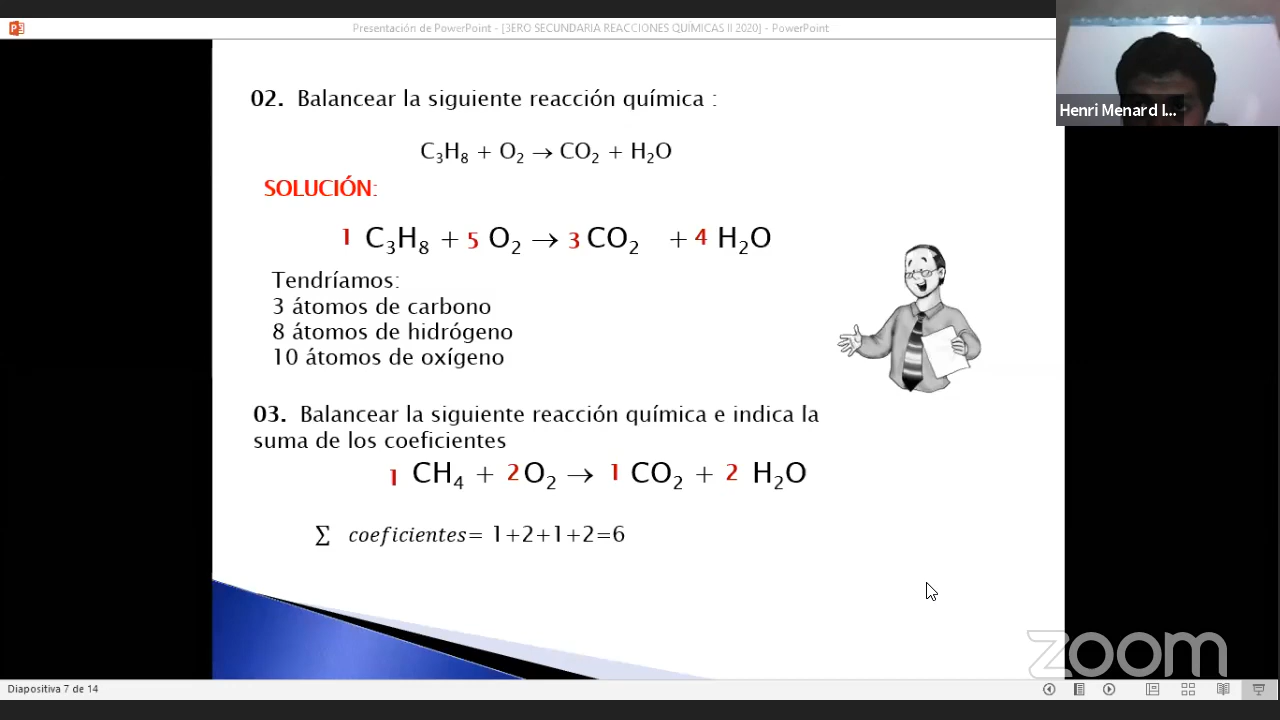 Presentación de PowerPoint - [3ERO SECUNDARIA REACCIONES QUÍMICAS II 2020] - PowerPoint
Henri Menard I...
02. Balancear la siguiente reacción química :
C₃H₈ + O₂ → CO₂ + H₂O
SOLUCIÓN:
1 C₃H₈ + 5 O₂ → 3 CO₂ + 4 H₂O
Tendríamos:
3 átomos de carbono
8 átomos de hidrógeno
10 átomos de oxígeno
03. Balancear la siguiente reacción química e indica la
suma de los coeficientes
1 CH₄ + 2 O₂ → 1 CO₂ + 2 H₂O
∑ coeficientes= 1+2+1+2=6
zoom
Diapositiva 7 de 14